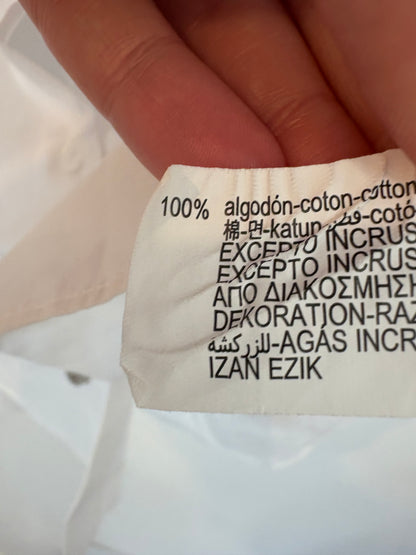 100% algodón-coton-cotton
棉-면-katun-قطن-cotó
EXCEPTO INCRUS
EXCEPTO INCRUS
ΑΠΟ ΔΙΑΚΟΣΜΗΣΗ
DEKORATION-RAZ
للزركشة-AGÁS INCR
IZAN EZIK